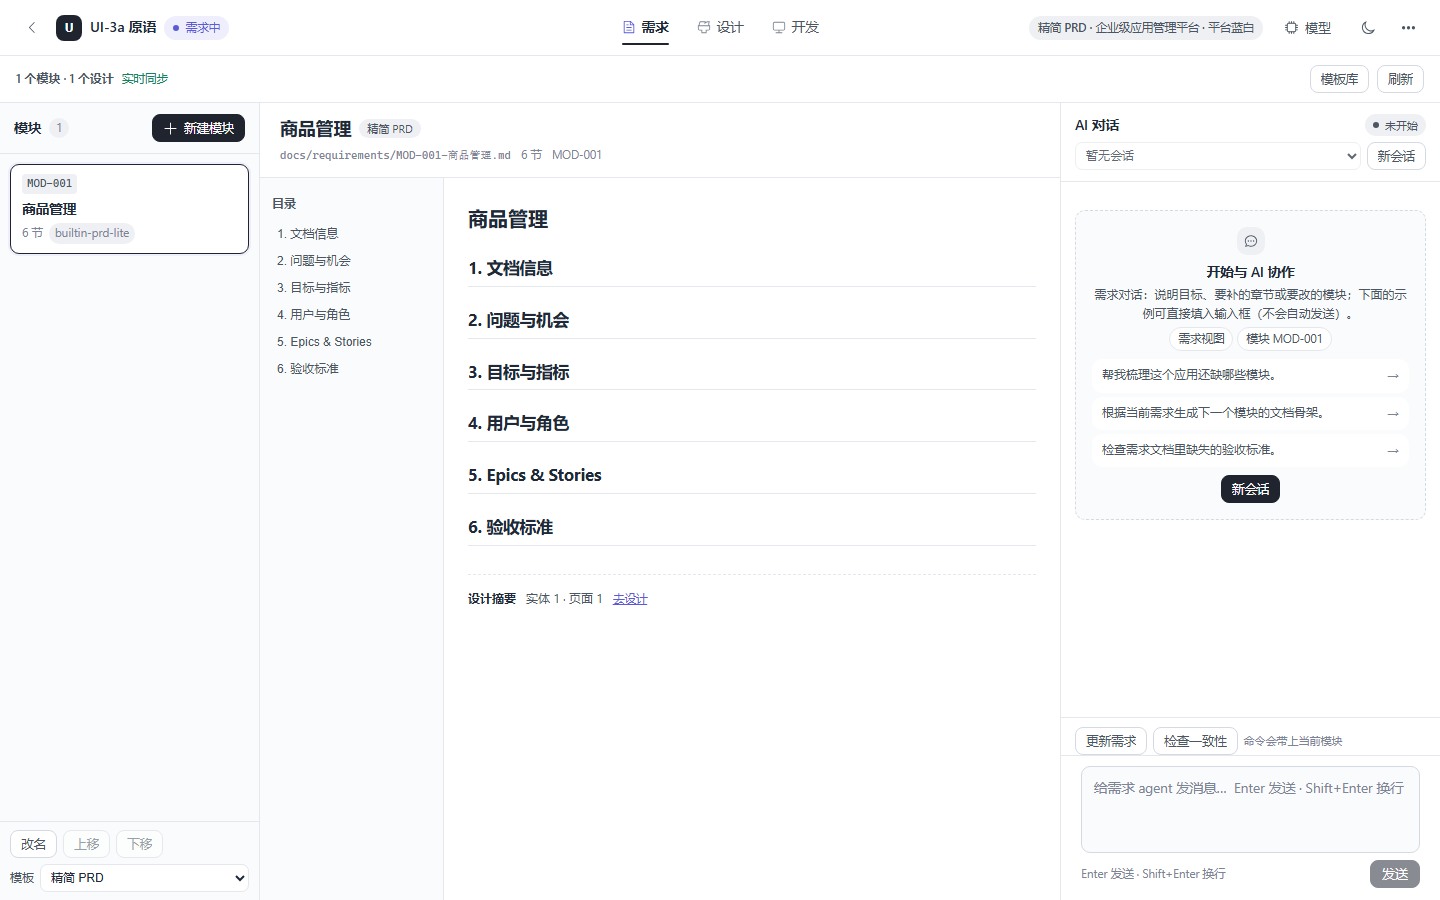 U UI-3a 原语 需求中
需求 设计 开发
精简 PRD · 企业级应用管理平台 · 平台蓝白 模型
1 个模块 · 1 个设计 实时同步
模板库 刷新
模块 1 新建模块
MOD-001
商品管理
6 节 builtin-prd-lite
改名 上移 下移
模板 精简 PRD
商品管理 精简 PRD
docs/requirements/MOD-001-商品管理.md 6 节 MOD-001
目录
1. 文档信息
2. 问题与机会
3. 目标与指标
4. 用户与角色
5. Epics & Stories
6. 验收标准
商品管理
1. 文档信息
2. 问题与机会
3. 目标与指标
4. 用户与角色
5. Epics & Stories
6. 验收标准
设计摘要 实体 1 · 页面 1 去设计
AI 对话 未开始
暂无会话 新会话
开始与 AI 协作
需求对话：说明目标、要补的章节或要改的模块；下面的示
例可直接填入输入框（不会自动发送）。
需求视图 模块 MOD-001
帮我梳理这个应用还缺哪些模块。 →
根据当前需求生成下一个模块的文档骨架。 →
检查需求文档里缺失的验收标准。 →
新会话
更新需求 检查一致性 命令会带上当前模块
给需求 agent 发消息… Enter 发送 · Shift+Enter 换行
Enter 发送 · Shift+Enter 换行 发送